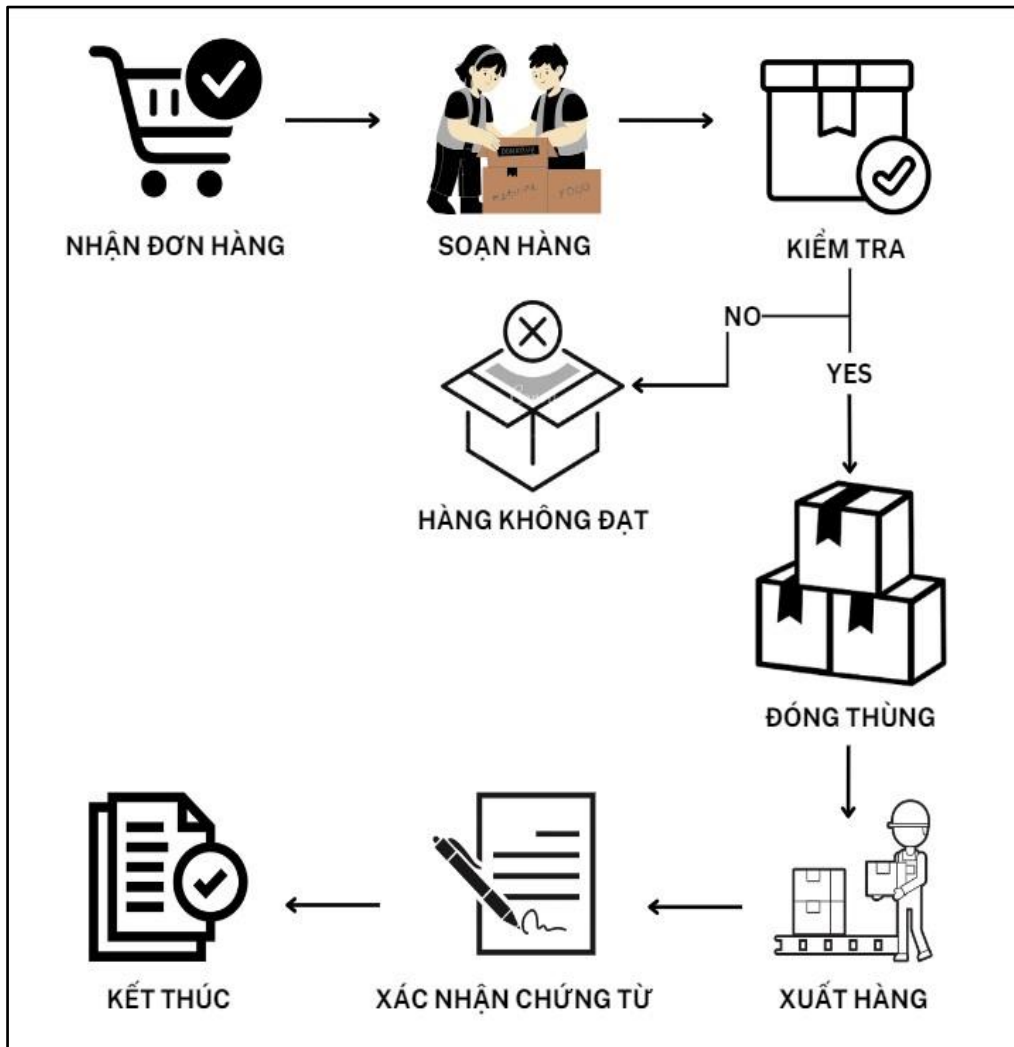 NHẬN ĐƠN HÀNG
SOẠN HÀNG
KIỂM TRA
NO
YES
HÀNG KHÔNG ĐẠT
ĐÓNG THÙNG
KẾT THÚC
XÁC NHẬN CHỨNG TỪ
XUẤT HÀNG